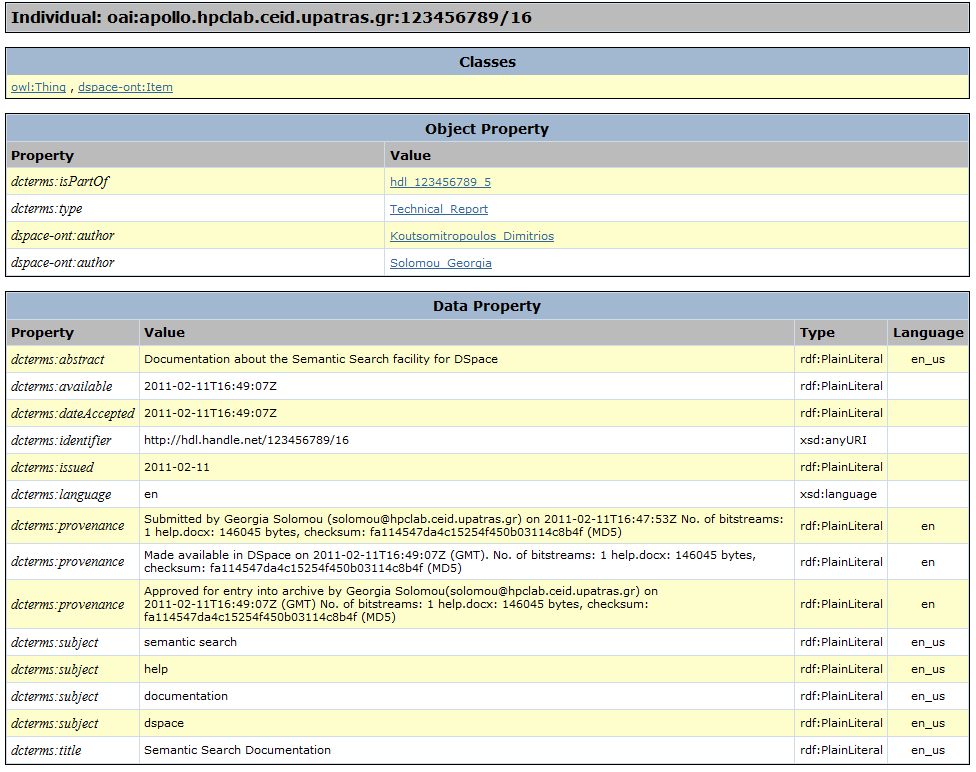 Individual: oai:apollo.hpclab.ceid.upatras.gr:123456789/16
Classes
owl:Thing , dspace-ont:Item
Object Property
Property Value
dcterms:isPartOf hdl_123456789_5
dcterms:type Technical_Report
dspace-ont:author Koutsomitropoulos_Dimitrios
dspace-ont:author Solomou_Georgia
Data Property
Property Value Type Language
dcterms:abstract Documentation about the Semantic Search facility for DSpace rdf:PlainLiteral en_us
dcterms:available 2011-02-11T16:49:07Z rdf:PlainLiteral
dcterms:dateAccepted 2011-02-11T16:49:07Z rdf:PlainLiteral
dcterms:identifier http://hdl.handle.net/123456789/16 xsd:anyURI
dcterms:issued 2011-02-11 rdf:PlainLiteral
dcterms:language en xsd:language
dcterms:provenance Submitted by Georgia Solomou (solomou@hpclab.ceid.upatras.gr) on 2011-02-11T16:47:53Z No. of bitstreams:
1 help.docx: 146045 bytes, checksum: fa114547da4c15254f450b03114c8b4f (MD5) rdf:PlainLiteral en
dcterms:provenance Made available in DSpace on 2011-02-11T16:49:07Z (GMT). No. of bitstreams: 1 help.docx: 146045 bytes,
checksum: fa114547da4c15254f450b03114c8b4f (MD5) rdf:PlainLiteral en
dcterms:provenance Approved for entry into archive by Georgia Solomou(solomou@hpclab.ceid.upatras.gr) on
2011-02-11T16:49:07Z (GMT) No. of bitstreams: 1 help.docx: 146045 bytes, checksum:
fa114547da4c15254f450b03114c8b4f (MD5) rdf:PlainLiteral en
dcterms:subject semantic search rdf:PlainLiteral en_us
dcterms:subject help rdf:PlainLiteral en_us
dcterms:subject documentation rdf:PlainLiteral en_us
dcterms:subject dspace rdf:PlainLiteral en_us
dcterms:title Semantic Search Documentation rdf:PlainLiteral en_us